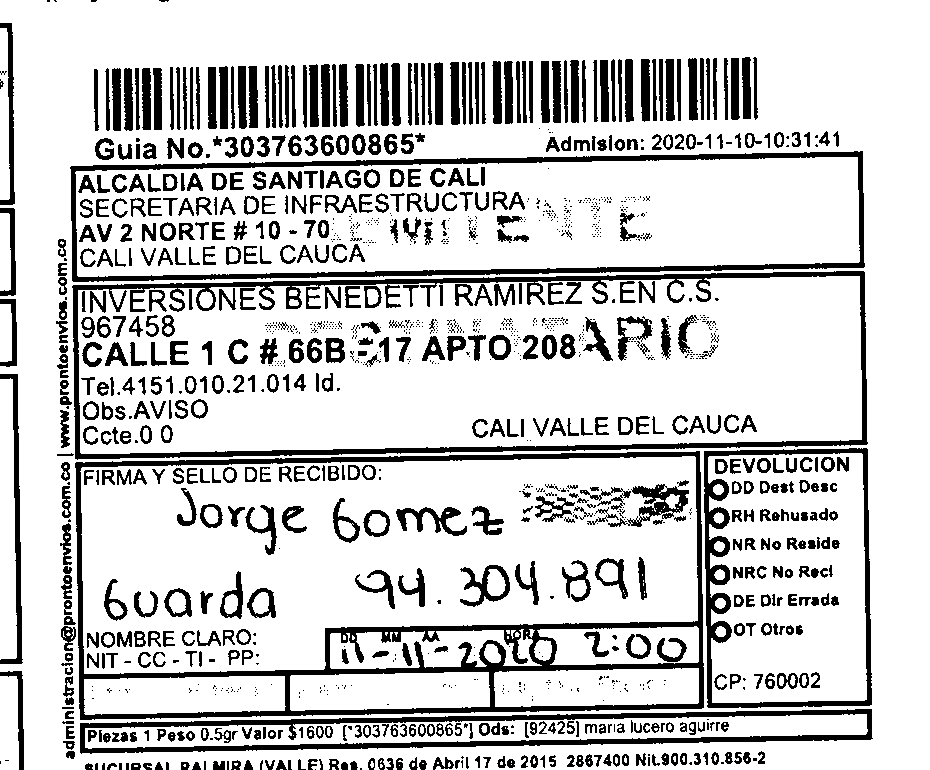 Guia No.*303763600865*
Admision: 2020-11-10-10:31:41
ALCALDIA DE SANTIAGO DE CALI
SECRETARIA DE INFRAESTRUCTURA
AV 2 NORTE # 10 - 70
CALI VALLE DEL CAUCA
INVERSIONES BENEDETTI RAMIREZ S.EN C.S.
967458
DESTINATARIO
CALLE 1 C # 66B - 17 APTO 208
Tel.4151.010.21.014 Id.
Obs.AVISO
Ccte.0 0
CALI VALLE DEL CAUCA
administracion@prontoenvios.com.co | www.prontoenvios.com.co
FIRMA Y SELLO DE RECIBIDO:
Jorge Gomez
Guarda 94.304.891
NOMBRE CLARO:
NIT - CC - TI - PP:
DD MM AA HORA
11-11-2020 2:00
DEVOLUCION
DD Dest Desc
RH Rehusado
NR No Reside
NRC No Recl
DE Dir Errada
OT Otros
CP: 760002
Piezas 1 Peso 0.5gr Valor $1600 [*303763600865*] Ods: [92425] maria lucero aguirre
SUCURSAL PALMIRA (VALLE) Res. 0636 de Abril 17 de 2015 2867400 Nit.900.310.856-2